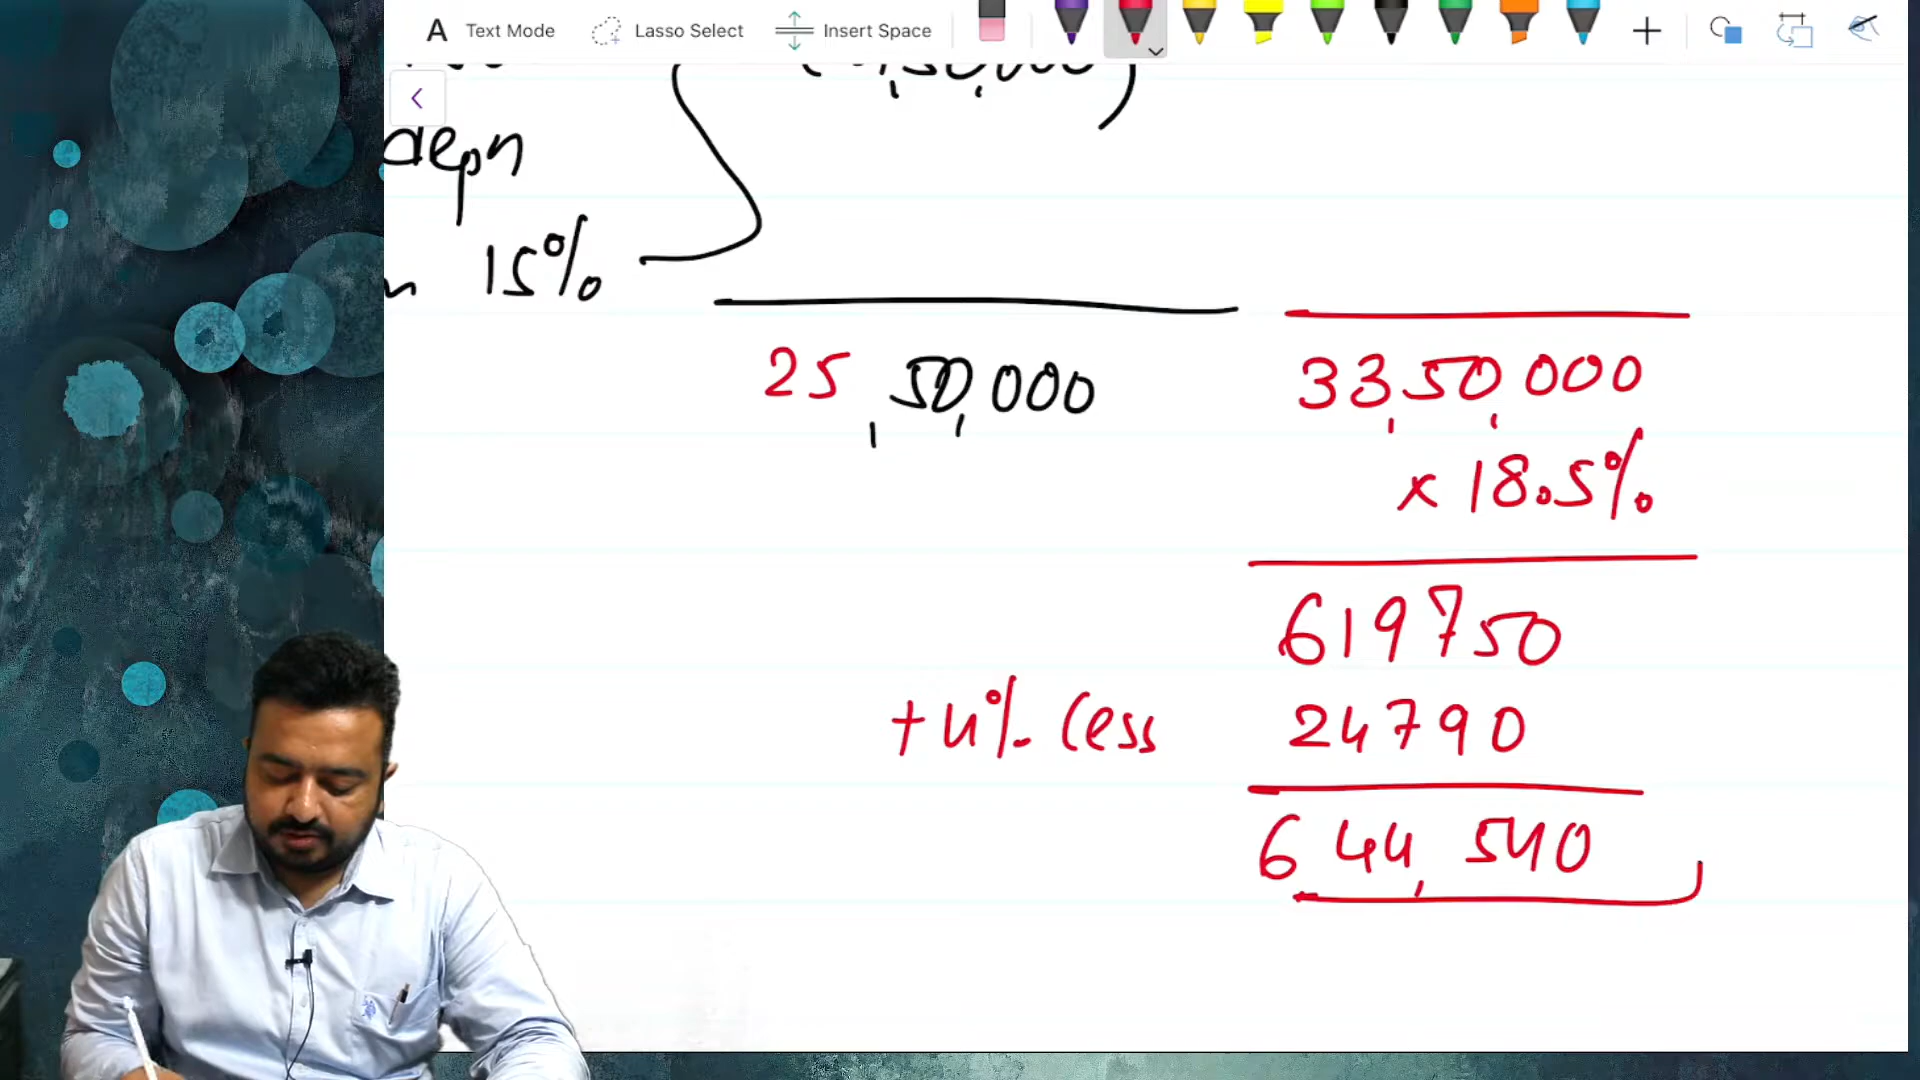 A Text Mode Lasso Select Insert Space
depn
15%
25,50,000 33,50,000
x 18.5%
619750
+4% Cess 24790
6 44,540